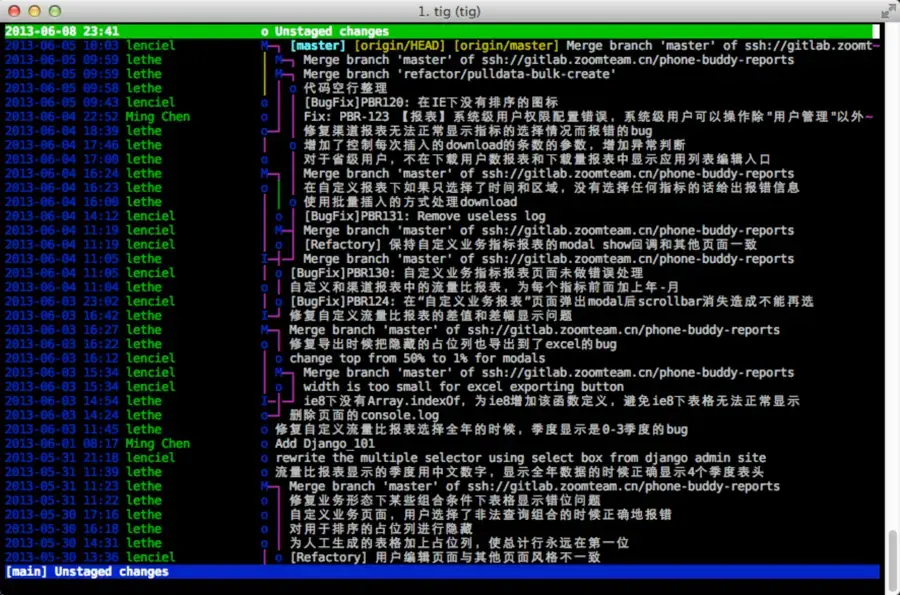 1. tig (tig)
2013-06-08 23:41 o Unstaged changes
2013-06-05 10:03 lenciel M [master] [origin/HEAD] [origin/master] Merge branch 'master' of ssh://gitlab.zoomt~
2013-06-05 09:59 lethe M Merge branch 'master' of ssh://gitlab.zoomteam.cn/phone-buddy-reports
2013-06-05 09:59 lethe M Merge branch 'refactor/pulldata-bulk-create'
2013-06-05 09:58 lethe o 代码空行整理
2013-06-05 09:43 lenciel o [BugFix]PBR120: 在IE下没有排序的图标
2013-06-04 22:52 Ming Chen o Fix: PBR-123 【报表】系统级用户权限配置错误，系统级用户可以操作除"用户管理"以外~
2013-06-04 18:39 lethe o 修复渠道报表无法正常显示指标的选择情况而报错的bug
2013-06-04 17:46 lethe o 增加了控制每次插入的download的条数的参数，增加异常判断
2013-06-04 17:00 lethe o 对于省级用户，不在下载用户数报表和下载量报表中显示应用列表编辑入口
2013-06-04 16:24 lethe M Merge branch 'master' of ssh://gitlab.zoomteam.cn/phone-buddy-reports
2013-06-04 16:23 lethe o 在自定义报表下如果只选择了时间和区域，没有选择任何指标的话给出报错信息
2013-06-04 16:00 lethe o 使用批量插入的方式处理download
2013-06-04 14:12 lenciel o [BugFix]PBR131: Remove useless log
2013-06-04 11:19 lenciel M Merge branch 'master' of ssh://gitlab.zoomteam.cn/phone-buddy-reports
2013-06-04 11:19 lenciel o [Refactory] 保持自定义业务指标报表的modal show回调和其他页面一致
2013-06-04 11:05 lethe I Merge branch 'master' of ssh://gitlab.zoomteam.cn/phone-buddy-reports
2013-06-04 11:05 lenciel o [BugFix]PBR130: 自定义业务指标报表页面未做错误处理
2013-06-04 11:04 lethe o 自定义和渠道报表中的流量比报表，为每个指标前面加上年-月
2013-06-03 23:02 lenciel o [BugFix]PBR124: 在“自定义业务报表”页面弹出modal后scrollbar消失造成不能再选
2013-06-03 16:42 lethe I 修复自定义流量比报表的差值和差幅显示问题
2013-06-03 16:27 lethe M Merge branch 'master' of ssh://gitlab.zoomteam.cn/phone-buddy-reports
2013-06-03 16:22 lethe o 修复导出时候把隐藏的占位列也导出到了excel的bug
2013-06-03 16:12 lenciel o change top from 50% to 1% for modals
2013-06-03 15:34 lenciel M Merge branch 'master' of ssh://gitlab.zoomteam.cn/phone-buddy-reports
2013-06-03 15:34 lenciel o width is too small for excel exporting button
2013-06-03 14:54 lethe I ie8下没有Array.indexOf，为ie8增加该函数定义，避免ie8下表格无法正常显示
2013-06-03 14:24 lethe o 删除页面的console.log
2013-06-03 11:45 lethe o 修复自定义流量比报表选择全年的时候，季度显示是0-3季度的bug
2013-06-01 08:17 Ming Chen o Add Django_101
2013-05-31 21:18 lenciel o rewrite the multiple selector using select box from django admin site
2013-05-31 11:39 lethe o 流量比报表显示的季度用中文数字，显示全年数据的时候正确显示4个季度表头
2013-05-31 11:23 lethe M Merge branch 'master' of ssh://gitlab.zoomteam.cn/phone-buddy-reports
2013-05-31 11:22 lethe o 修复业务形态下某些组合条件下表格显示错位问题
2013-05-30 17:16 lethe o 自定义业务页面，用户选择了非法查询组合的时候正确地报错
2013-05-30 16:18 lethe o 对用于排序的占位列进行隐藏
2013-05-30 14:31 lethe o 为人工生成的表格加上占位列，使总计行永远在第一位
2013-05-30 13:36 lenciel o [Refactory] 用户编辑页面与其他页面风格不一致
[main] Unstaged changes